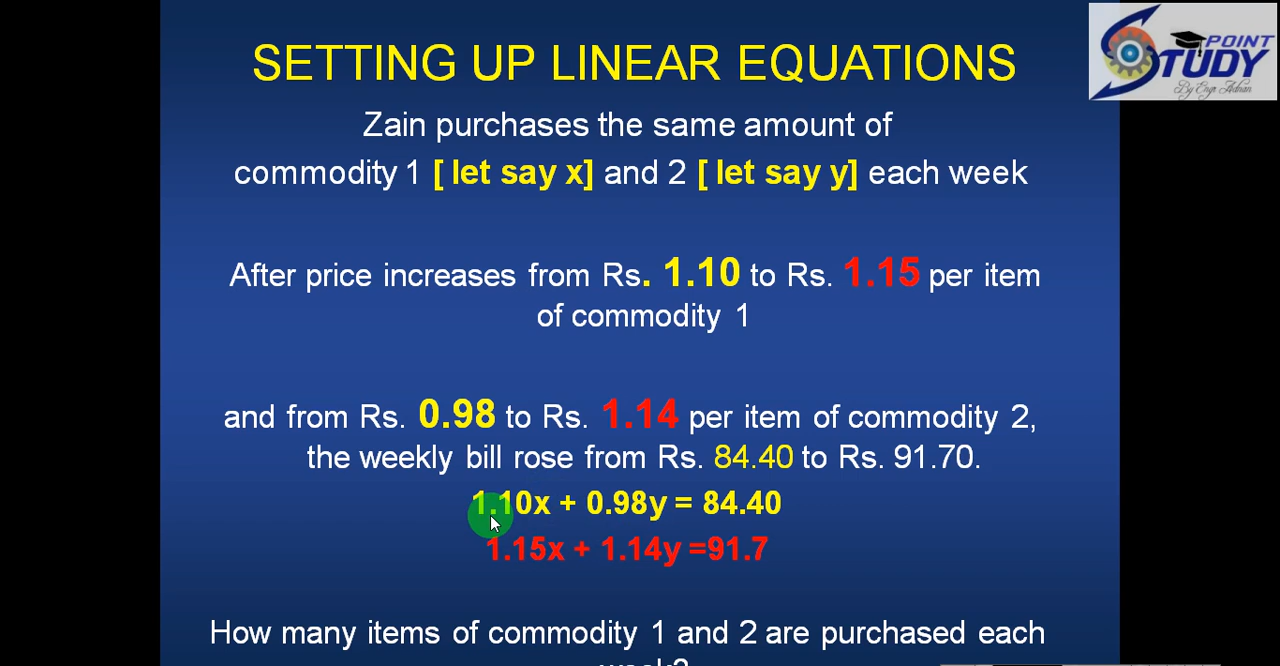 SETTING UP LINEAR EQUATIONS
POINT
STUDY
By Engr Adnan
Zain purchases the same amount of
commodity 1 [ let say x] and 2 [ let say y] each week
After price increases from Rs. 1.10 to Rs. 1.15 per item
of commodity 1
and from Rs. 0.98 to Rs. 1.14 per item of commodity 2,
the weekly bill rose from Rs. 84.40 to Rs. 91.70.
1.10x + 0.98y = 84.40
1.15x + 1.14y =91.7
How many items of commodity 1 and 2 are purchased each
week?